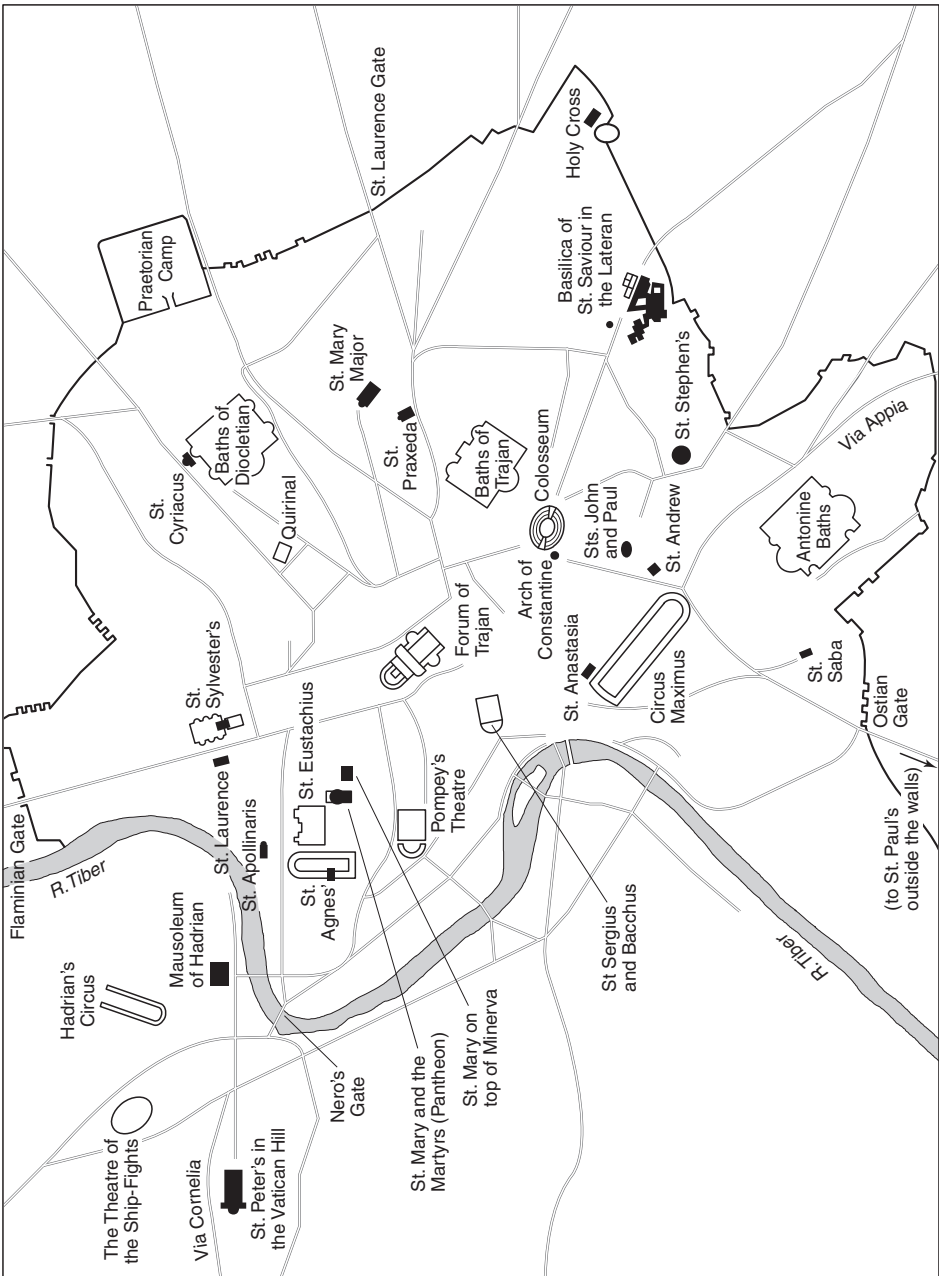 Flaminian Gate
R.Tiber
Hadrian's
Circus
Mausoleum
of Hadrian
The Theatre of
the Ship-Fights
Via Cornelia
St. Peter's in
the Vatican Hill
Nero's
Gate
St. Mary and the
Martyrs (Pantheon)
St. Mary on
top of Minerva
St Sergius
and Bacchus
R.Tiber
(to St. Paul's
outside the walls)
Ostian
Gate
St. Laurence
St. Apollinaris
St.
Agnes'
St. Eustachius
Pompey's
Theatre
St.
Sylvester's
Forum of
Trajan
St. Anastasia
Circus
Maximus
St.
Saba
Arch of
Constantine
Colosseum
Sts. John
and Paul
St. Andrew
Antonine
Baths
Via Appia
St. Stephen's
Quirinal
St.
Cyriacus
Baths of
Diocletian
St.
Praxeda
St. Mary
Major
Baths of
Trajan
Praetorian
Camp
St. Laurence Gate
Basilica of
St. Saviour in
the Lateran
Holy Cross